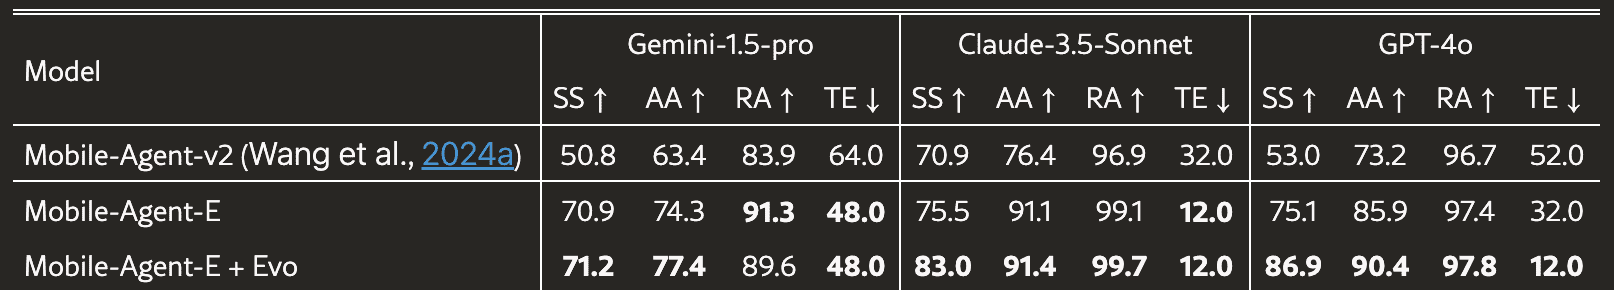 Model Gemini-1.5-pro Claude-3.5-Sonnet GPT-4o
SS ↑ AA ↑ RA ↑ TE ↓ SS ↑ AA ↑ RA ↑ TE ↓ SS ↑ AA ↑ RA ↑ TE ↓
Mobile-Agent-v2 (Wang et al., 2024a) 50.8 63.4 83.9 64.0 70.9 76.4 96.9 32.0 53.0 73.2 96.7 52.0
Mobile-Agent-E 70.9 74.3 91.3 48.0 75.5 91.1 99.1 12.0 75.1 85.9 97.4 32.0
Mobile-Agent-E + Evo 71.2 77.4 89.6 48.0 83.0 91.4 99.7 12.0 86.9 90.4 97.8 12.0